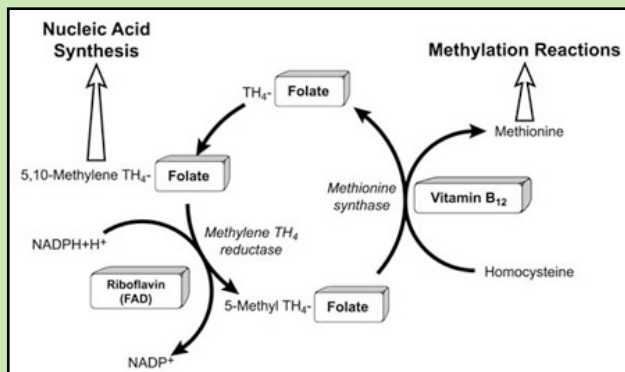 Nucleic Acid
Synthesis
Methylation Reactions
TH₄- Folate
Methionine
5,10-Methylene TH₄- Folate
Methionine
synthase
Vitamin B₁₂
NADPH+H⁺
Methylene TH₄
reductase
Riboflavin
(FAD)
5-Methyl TH₄- Folate
Homocysteine
NADP⁺